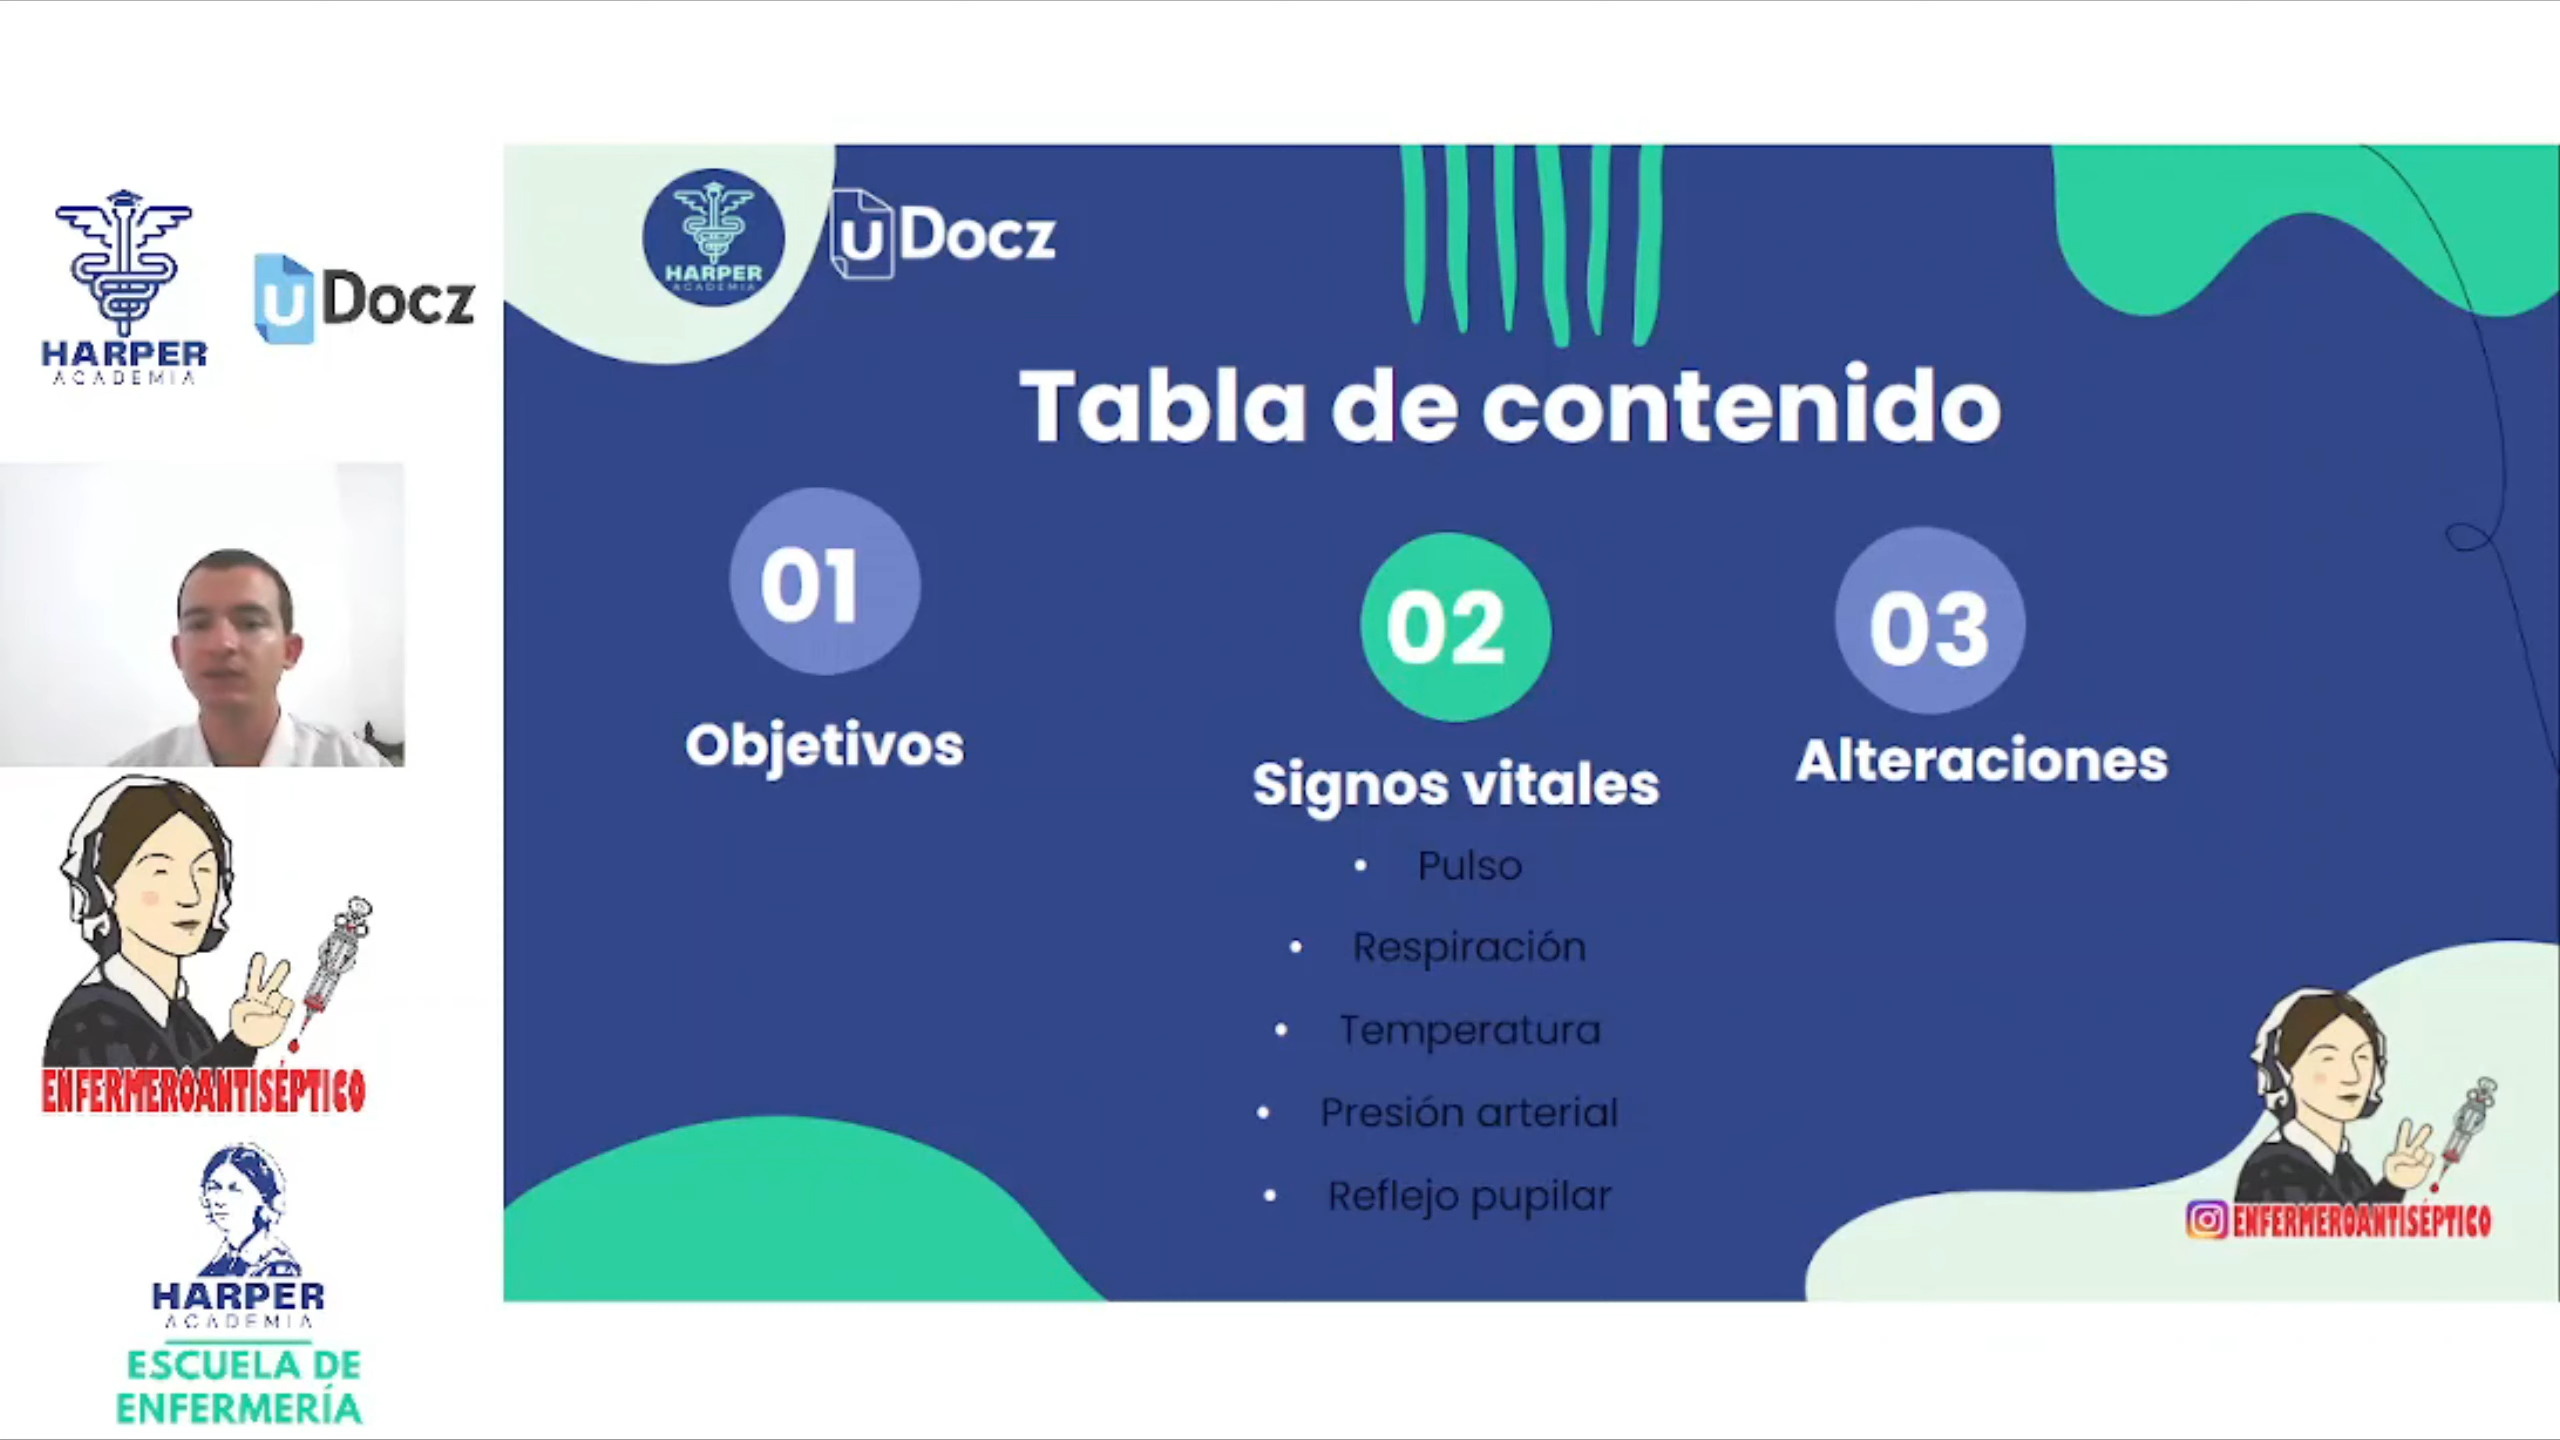 HARPER
ACADEMIA
uDocz
ENFERMEROANTISÉPTICO
HARPER
ACADEMIA
ESCUELA DE
ENFERMERÍA
HARPER
ACADEMIA
uDocz
Tabla de contenido
01
Objetivos
02
Signos vitales
• Pulso
• Respiración
• Temperatura
• Presión arterial
• Reflejo pupilar
03
Alteraciones
ENFERMEROANTISÉPTICO